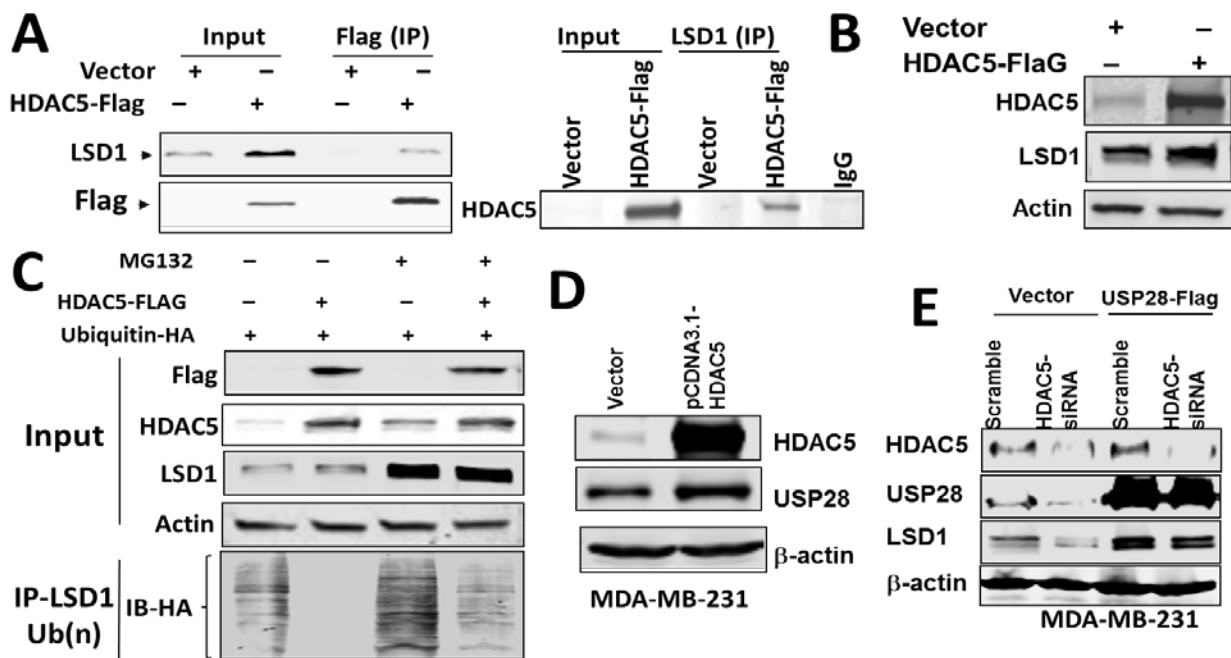 A
Input Flag (IP)
Vector + – + –
HDAC5-Flag – + – +
LSD1
Flag
Input LSD1 (IP)
Vector HDAC5-Flag Vector HDAC5-Flag IgG
HDAC5
B
Vector + –
HDAC5-FlaG – +
HDAC5
LSD1
Actin
C
MG132 – – + +
HDAC5-FLAG – + – +
Ubiquitin-HA + + + +
Input
Flag
HDAC5
LSD1
Actin
IP-LSD1
Ub(n)
IB-HA
D
Vector pCDNA3.1-
HDAC5
HDAC5
USP28
β-actin
MDA-MB-231
E
Vector USP28-Flag
Scramble HDAC5-
siRNA Scramble HDAC5-
siRNA
HDAC5
USP28
LSD1
β-actin
MDA-MB-231